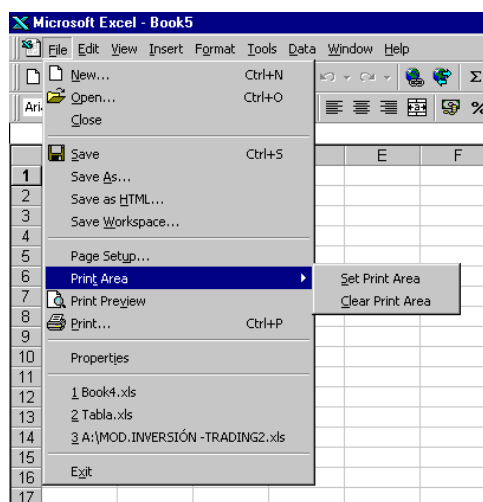 Microsoft Excel - Book5
File Edit View Insert Format Tools Data Window Help
New... Ctrl+N
Open... Ctrl+O
Close
Save Ctrl+S
Save As...
Save as HTML...
Save Workspace...
Page Setup...
Print Area
Set Print Area
Clear Print Area
Print Preview
Print... Ctrl+P
Properties
1 Book4.xls
2 Tabla.xls
3 A:\MOD.INVERSIÓN -TRADING2.xls
Exit
Ari
Σ
%
E F
1
2
3
4
5
6
7
8
9
10
11
12
13
14
15
16
17